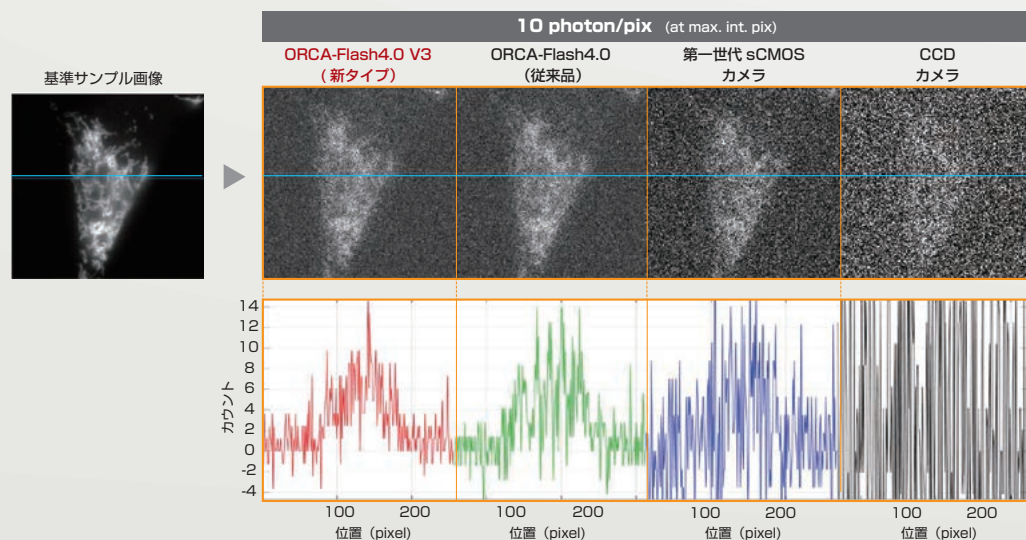 10 photon/pix (at max. int. pix)
基準サンプル画像
ORCA-Flash4.0 V3
(新タイプ)
ORCA-Flash4.0
(従来品)
第一世代 sCMOS
カメラ
CCD
カメラ
カウント
14
12
10
8
6
4
2
0
-2
-4
100 200
位置 (pixel)
100 200
位置 (pixel)
100 200
位置 (pixel)
100 200
位置 (pixel)